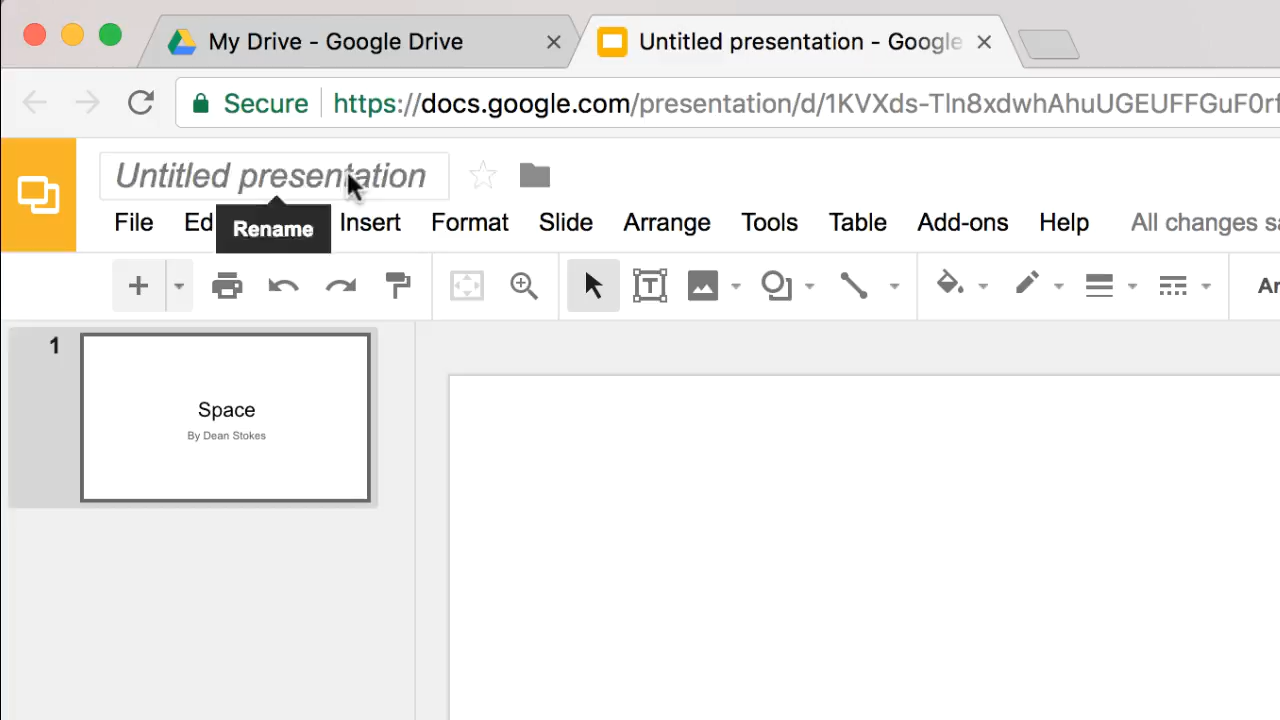 My Drive - Google Drive
Untitled presentation - Google
Secure https://docs.google.com/presentation/d/1KVXds-Tln8xdwhAhuUGEUFFGuF0rf
Untitled presentation
File Ed Insert Format Slide Arrange Tools Table Add-ons Help All changes sa
Rename
Ar
1
Space
By Dean Stokes